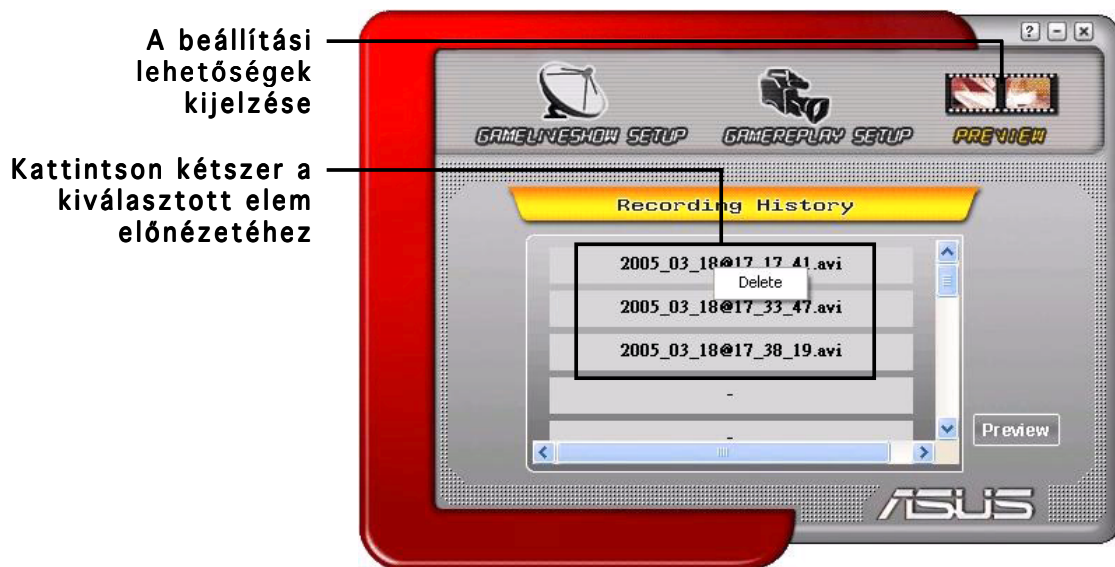 A beállítási
lehetőségek
kijelzése
Kattintson kétszer a
kiválasztott elem
előnézetéhez
? - x
GAMELIVESHOW SETUP
GAMEREPLAY SETUP
PREVIEW
Recording History
2005_03_18@17_17_41.avi
Delete
2005_03_18@17_33_47.avi
2005_03_18@17_38_19.avi
-
-
Preview
ASUS